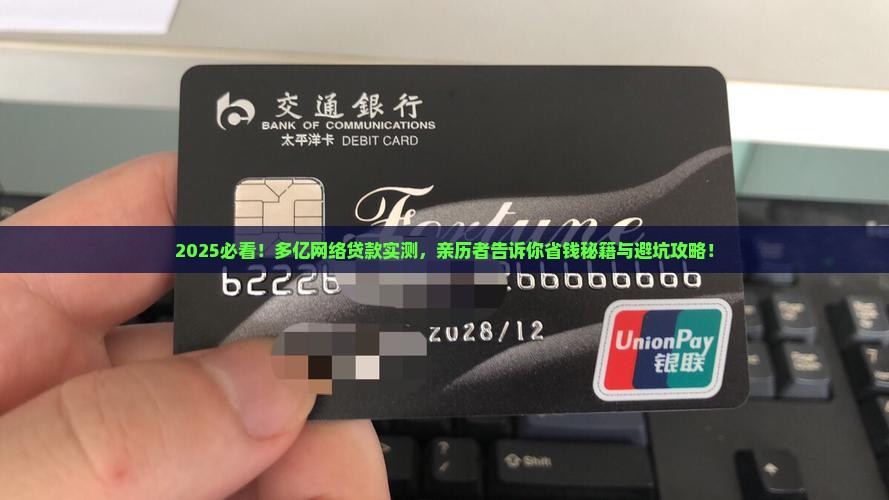 交通銀行
BANK OF COMMUNICATIONS
太平洋卡 DEBIT CARD
Fortune
2025必看！多亿网络贷款实测，亲历者告诉你省钱秘籍与避坑攻略！
2028/12
UnionPay
银联
Shift